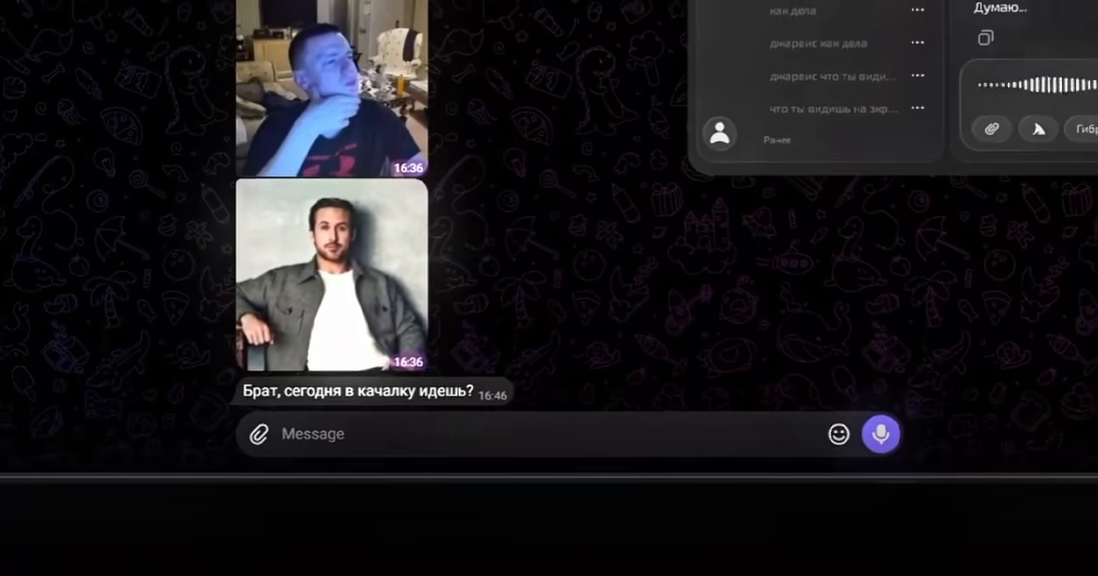 как дела
джарвис как дела
джарвис что ты види...
что ты видишь на экр...
Ранее
Думаю...
Гибр
16:36
16:36
Брат, сегодня в качалку идешь? 16:46
Message